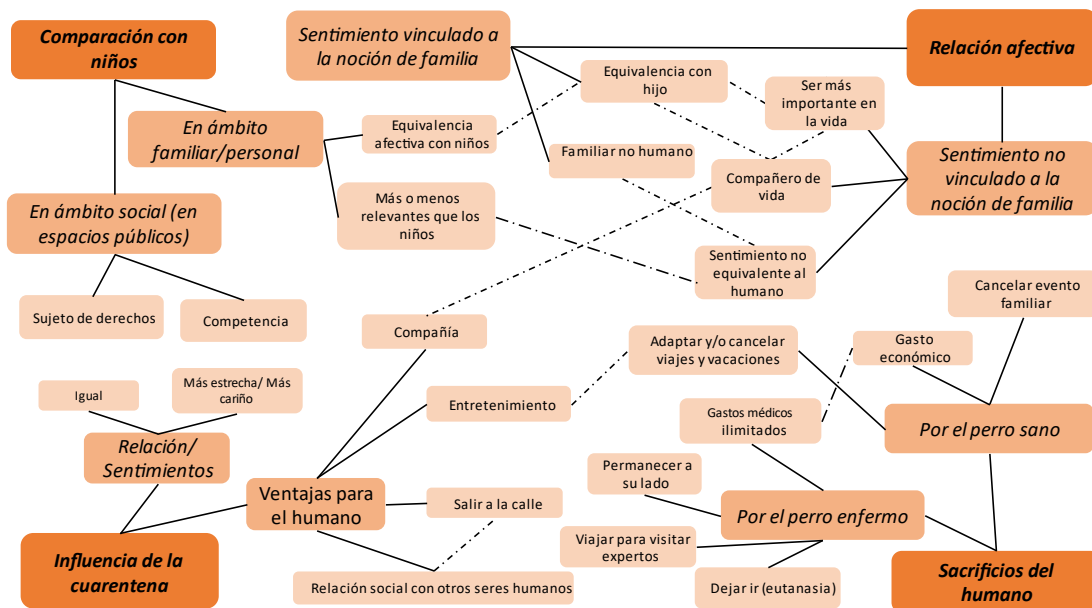 Comparación con
niños
Sentimiento vinculado a
la noción de familia
Relación afectiva
Equivalencia con
hijo
Ser más
importante en
la vida
En ámbito
familiar/personal
Equivalencia
afectiva con niños
Familiar no humano
Compañero de
vida
Sentimiento no
vinculado a la
noción de familia
En ámbito social (en
espacios públicos)
Más o menos
relevantes que los
niños
Sentimiento no
equivalente al
humano
Cancelar evento
familiar
Sujeto de derechos
Competencia
Compañía
Adaptar y/o cancelar
viajes y vacaciones
Gasto
económico
Igual
Más estrecha/ Más
cariño
Entretenimiento
Gastos médicos
ilimitados
Por el perro sano
Relación/
Sentimientos
Ventajas para
el humano
Salir a la calle
Permanecer a
su lado
Por el perro enfermo
Viajar para visitar
expertos
Influencia de la
cuarentena
Relación social con otros seres humanos
Dejar ir (eutanasia)
Sacrificios del
humano